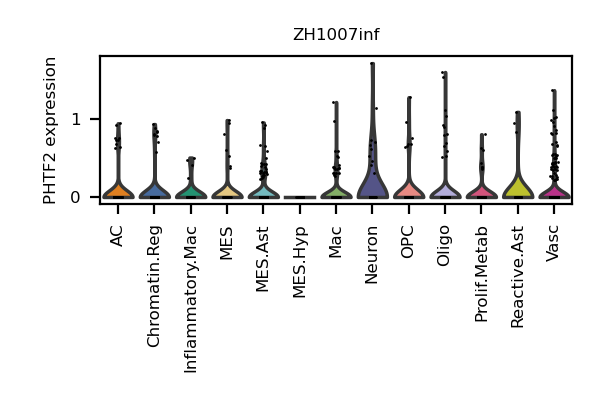 ZH1007inf
PHTF2 expression
1
0
AC
Chromatin.Reg
Inflammatory.Mac
MES
MES.Ast
MES.Hyp
Mac
Neuron
OPC
Oligo
Prolif.Metab
Reactive.Ast
Vasc